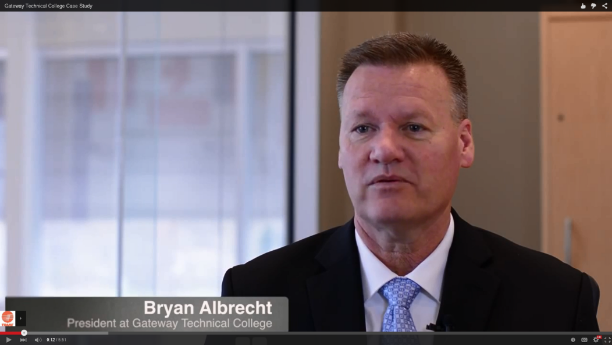 Gateway Technical College Case Study
Bryan Albrecht
President at Gateway Technical College